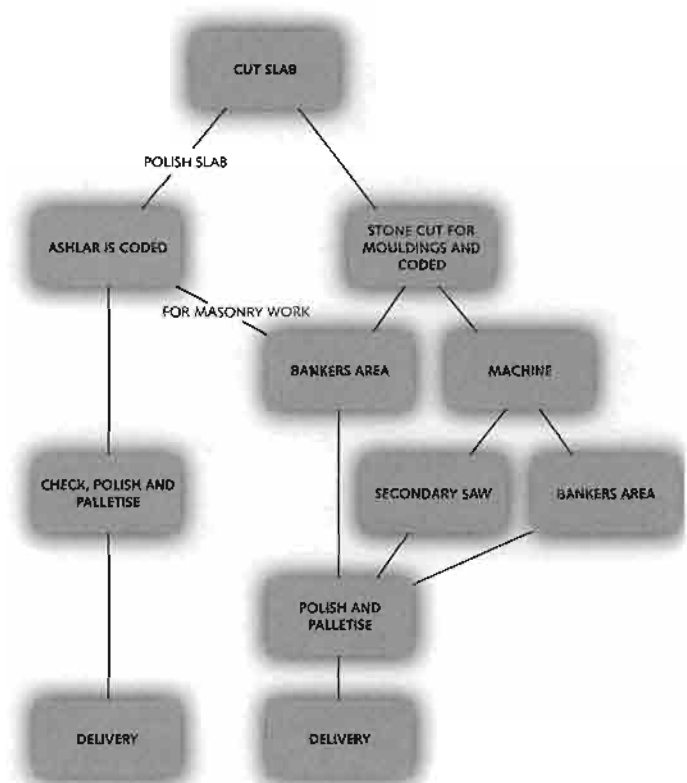 CUT SLAB
POLISH SLAB
ASHLAR IS CODED
STONE CUT FOR
MOULDINGS AND
CODED
FOR MASONRY WORK
BANKERS AREA
MACHINE
CHECK, POLISH AND
PALLETISE
SECONDARY SAW
BANKERS AREA
POLISH AND
PALLETISE
DELIVERY
DELIVERY